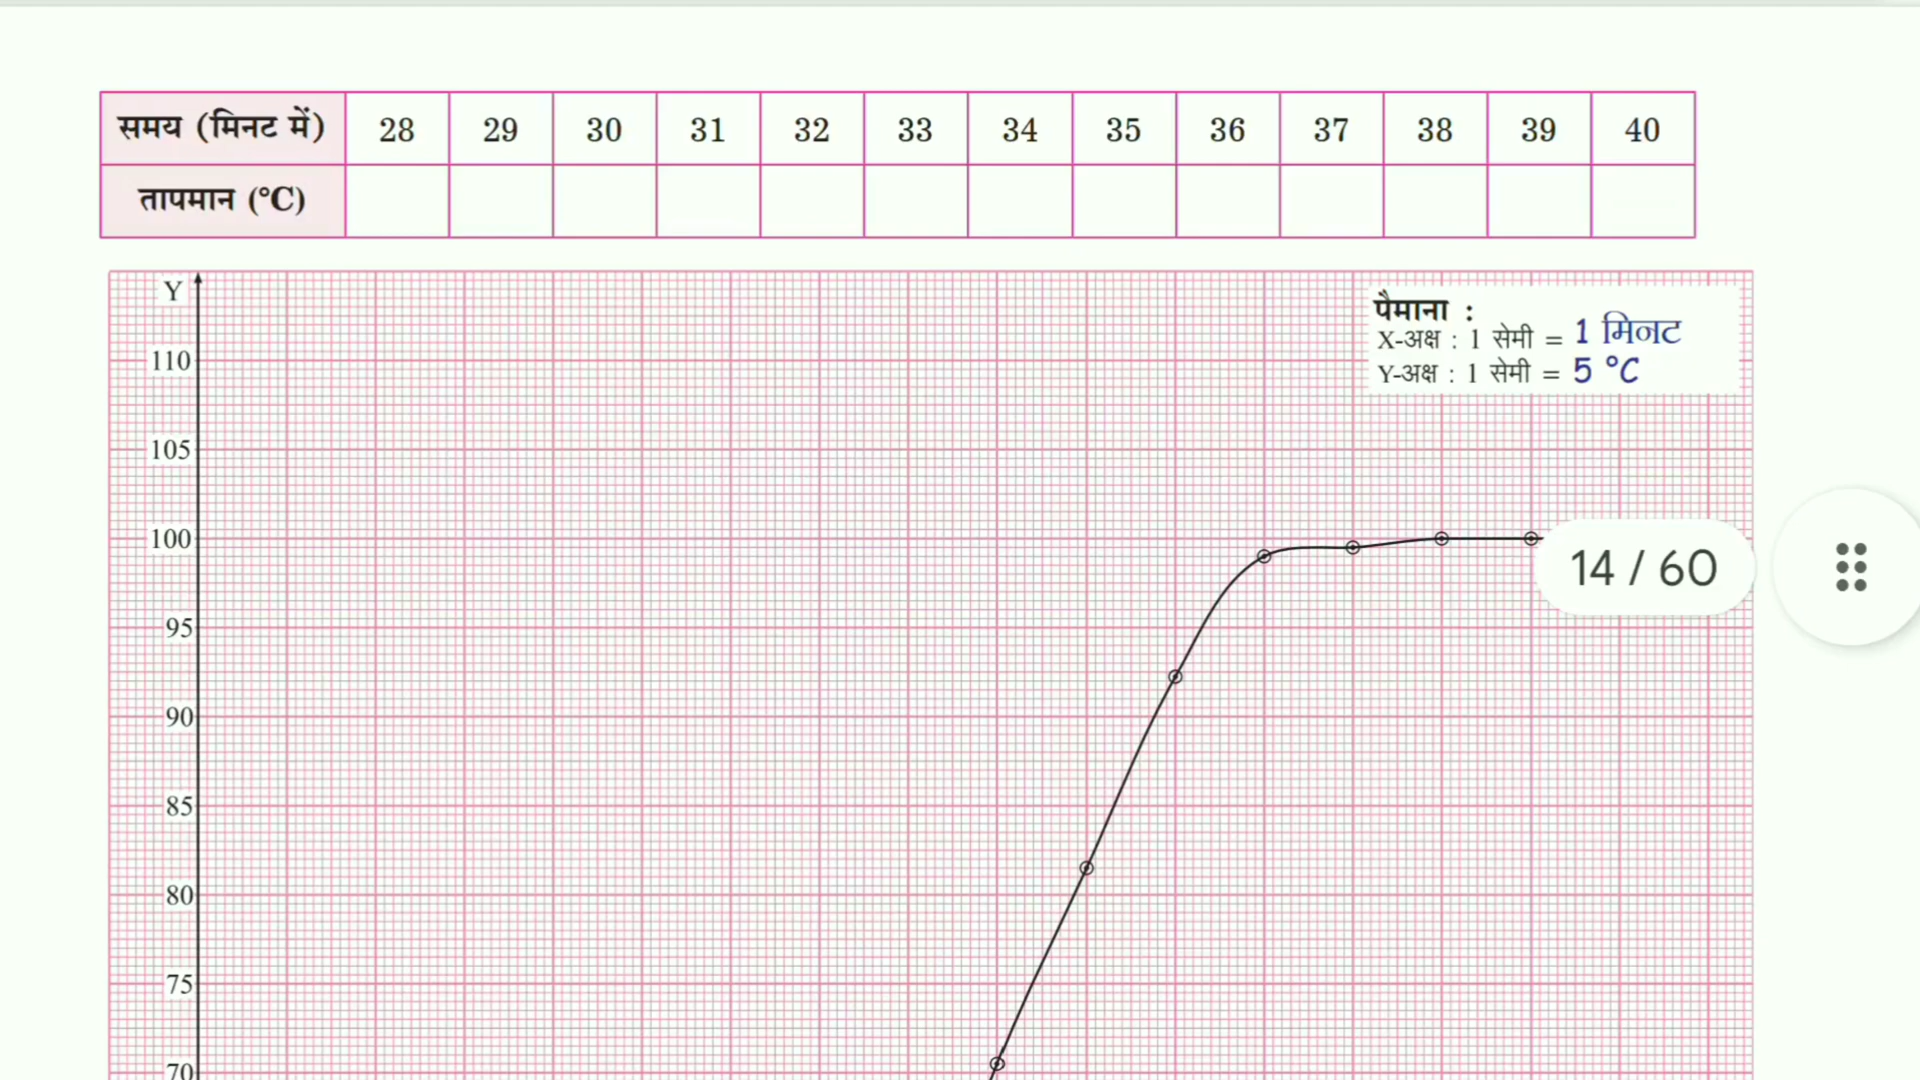 समय (मिनट में) 28 29 30 31 32 33 34 35 36 37 38 39 40
तापमान (°C)
Y
पैमाना :
X-अक्ष : 1 सेमी = 1 मिनट
Y-अक्ष : 1 सेमी = 5 °C
110
105
100
14 / 60
95
90
85
80
75
70